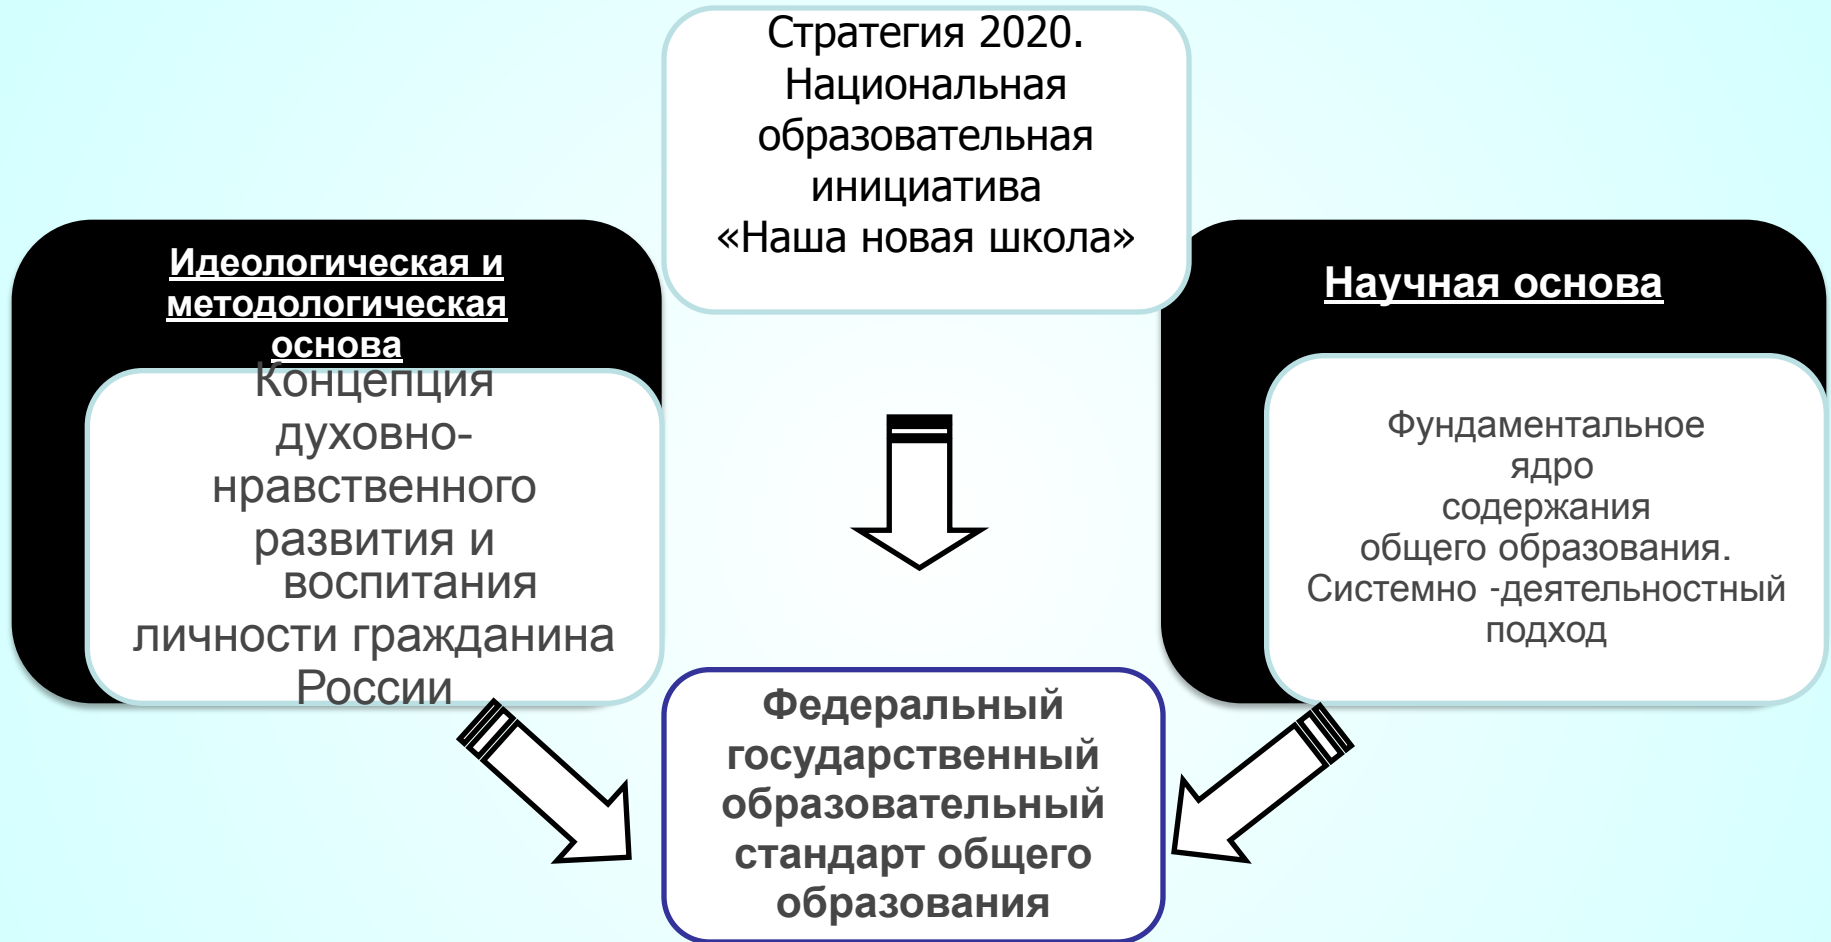 Стратегия 2020.
Национальная
образовательная
инициатива
«Наша новая школа»
Идеологическая и
методологическая
основа
Концепция
духовно-
нравственного
развития и
воспитания
личности гражданина
России
Научная основа
Фундаментальное
ядро
содержания
общего образования.
Системно -деятельностный
подход
Федеральный
государственный
образовательный
стандарт общего
образования